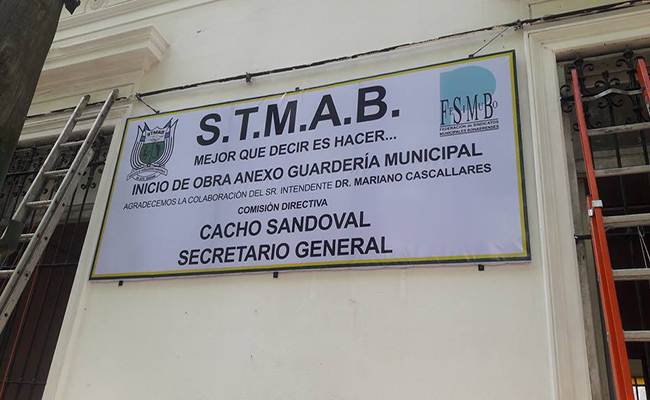 STMAB
S.T.M.A.B.
MEJOR QUE DECIR ES HACER...
INICIO DE OBRA ANEXO GUARDERÍA MUNICIPAL
AGRADECEMOS LA COLABORACIÓN DEL SR. INTENDENTE DR. MARIANO CASCALLARES
COMISIÓN DIRECTIVA
CACHO SANDOVAL
SECRETARIO GENERAL
FESIMUBO
FEDERACIÓN DE SINDICATOS
MUNICIPALES BONAERENSES